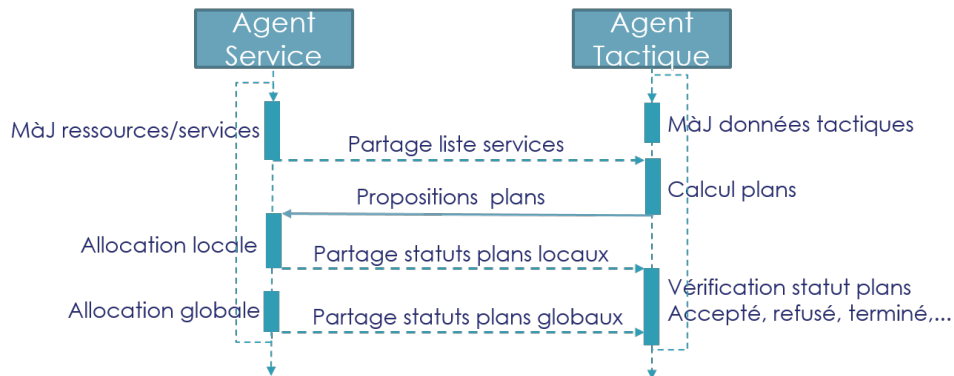 Agent
Service
Agent
Tactique
MàJ ressources/services
MàJ données tactiques
Partage liste services
Calcul plans
Propositions plans
Allocation locale
Partage statuts plans locaux
Vérification statut plans
Allocation globale
Accepté, refusé, terminé,...
Partage statuts plans globaux